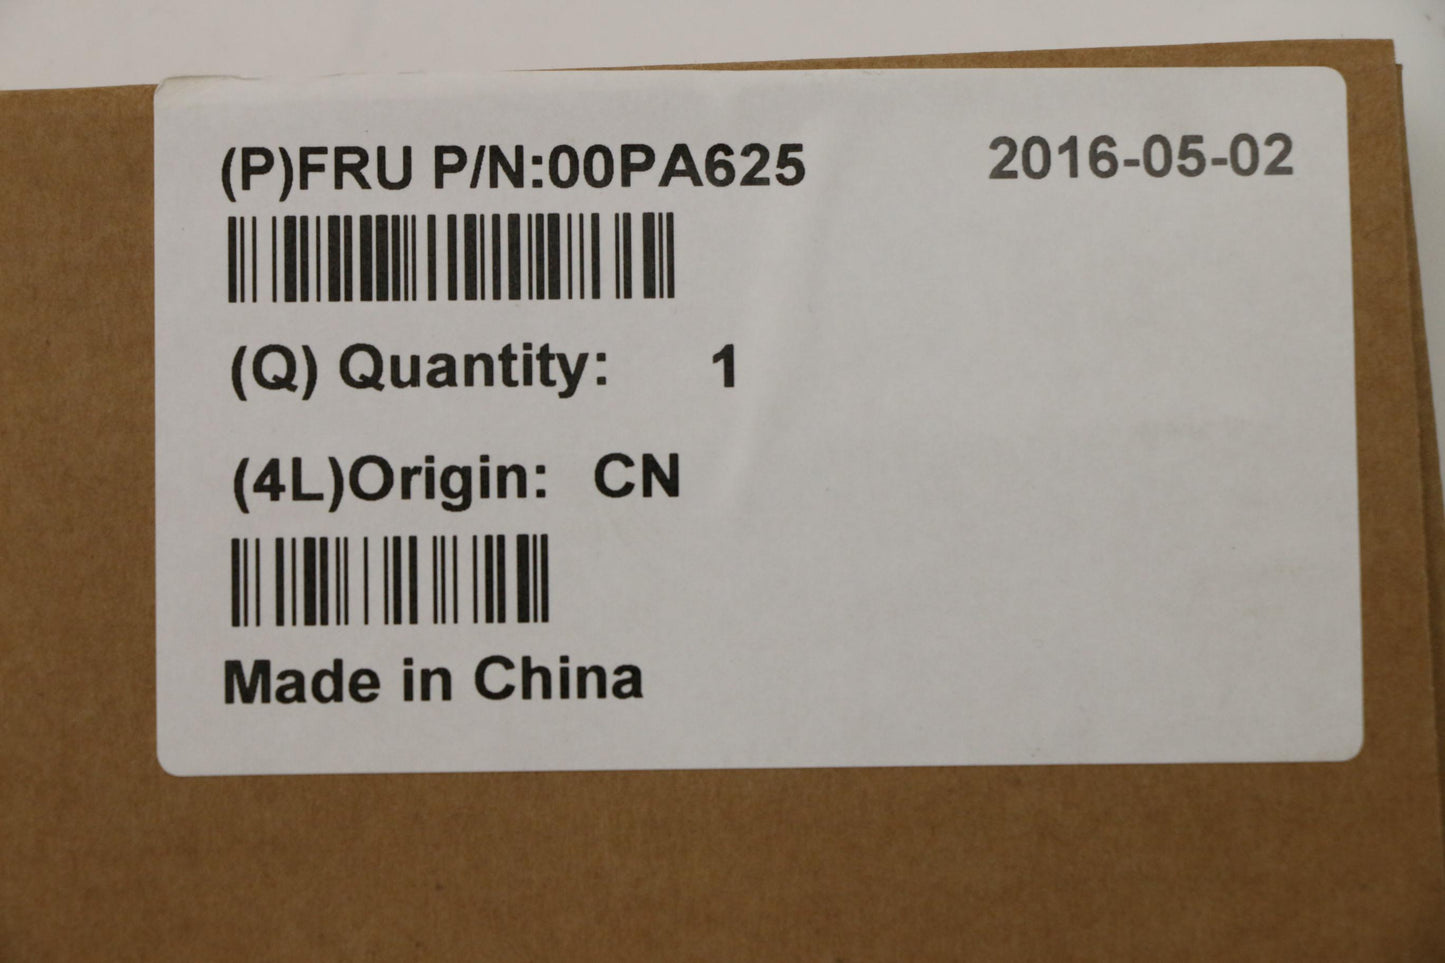 (P)FRU P/N:00PA625 2016-05-02
(Q) Quantity: 1
(4L)Origin: CN
Made in China